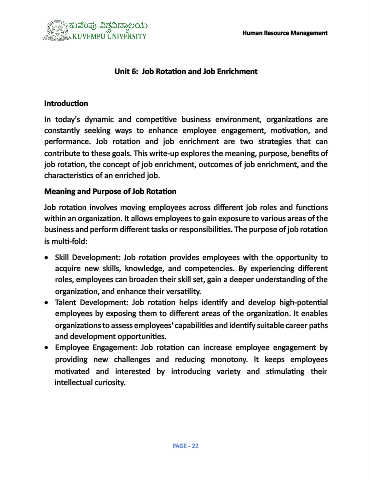 ಕುವೆಂಪು ವಿಶ್ವವಿದ್ಯಾಲಯ
KUVEMPU UNIVERSITY
Human Resource Management
Unit 6: Job Rotation and Job Enrichment
Introduction
In today's dynamic and competitive business environment, organizations are
constantly seeking ways to enhance employee engagement, motivation, and
performance. Job rotation and job enrichment are two strategies that can
contribute to these goals. This write-up explores the meaning, purpose, benefits of
job rotation, the concept of job enrichment, outcomes of job enrichment, and the
characteristics of an enriched job.
Meaning and Purpose of Job Rotation
Job rotation involves moving employees across different job roles and functions
within an organization. It allows employees to gain exposure to various areas of the
business and perform different tasks or responsibilities. The purpose of job rotation
is multi-fold:
• Skill Development: Job rotation provides employees with the opportunity to
acquire new skills, knowledge, and competencies. By experiencing different
roles, employees can broaden their skill set, gain a deeper understanding of the
organization, and enhance their versatility.
• Talent Development: Job rotation helps identify and develop high-potential
employees by exposing them to different areas of the organization. It enables
organizations to assess employees' capabilities and identify suitable career paths
and development opportunities.
• Employee Engagement: Job rotation can increase employee engagement by
providing new challenges and reducing monotony. It keeps employees
motivated and interested by introducing variety and stimulating their
intellectual curiosity.
PAGE - 22